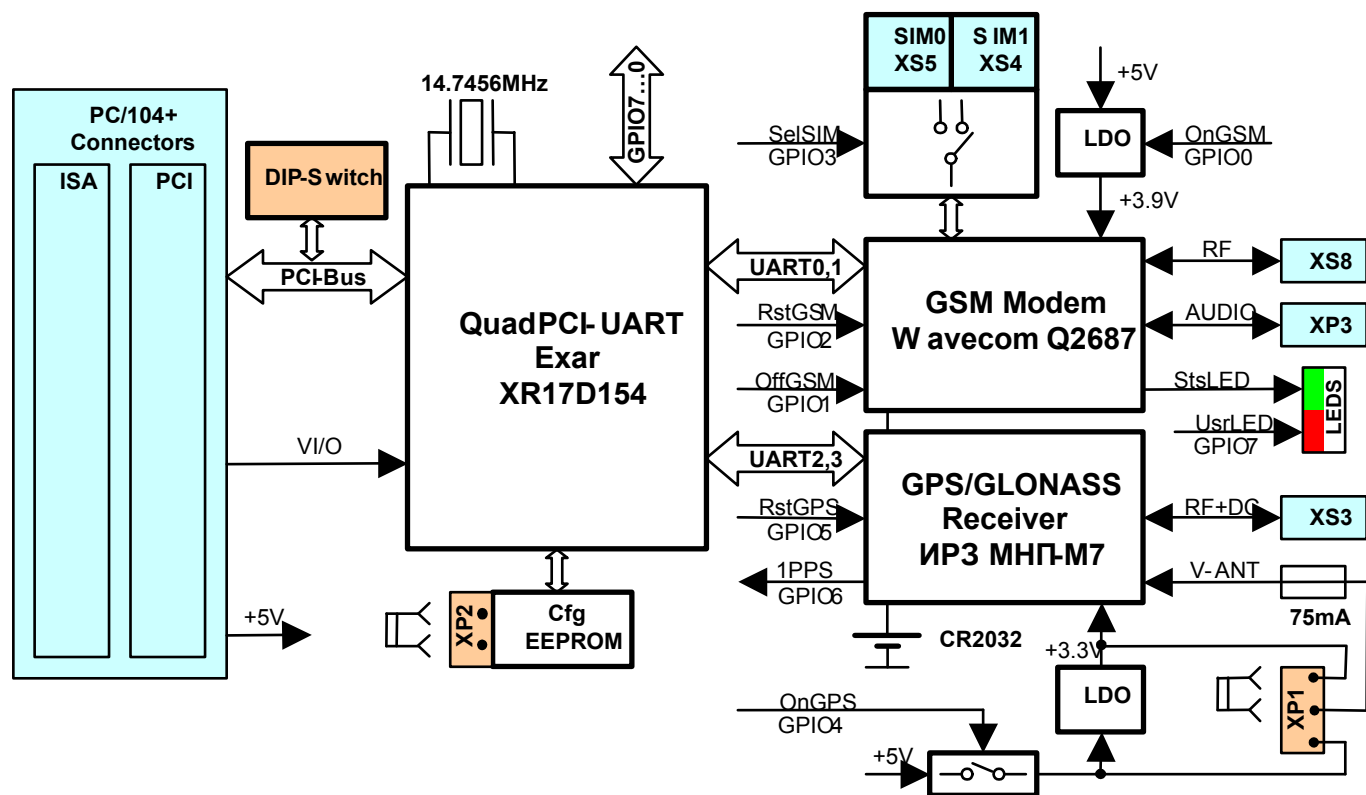 PC/104+
Connectors
ISA
PCI
DIP-Switch
PCI-Bus
VI/O
+5V
14.7456MHz
GPIO7...0
QuadPCI-UART
Exar
XR17D154
XP2
Cfg
EEPROM
SIM0
XS5
SIM1
XS4
SelSIM
GPIO3
+5V
LDO
OnGSM
GPIO0
+3.9V
UART0,1
RstGSM
GPIO2
OffGSM
GPIO1
GSM Modem
Wavecom Q2687
RF
XS8
AUDIO
XP3
StsLED
UsrLED
GPIO7
LEDS
UART2,3
RstGPS
GPIO5
1PPS
GPIO6
GPS/GLONASS
Receiver
ИРЗ МНП-М7
RF+DC
XS3
V-ANT
75mA
CR2032
+3.3V
LDO
XP1
OnGPS
GPIO4
+5V